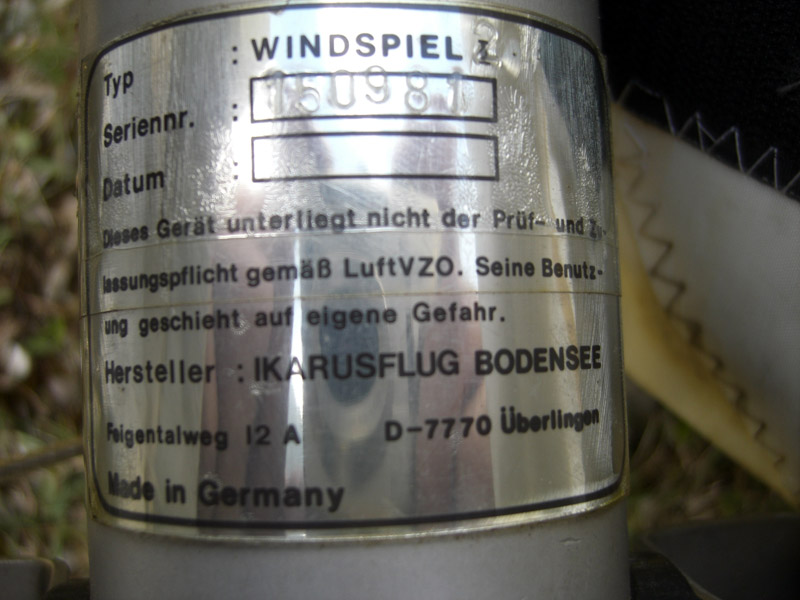 Typ : WINDSPIEL
Seriennr. : 150981
Datum :
Dieses Gerät unterliegt nicht der Prüf- und Zu-
lassungspflicht gemäß LuftVZO. Seine Benutz-
ung geschieht auf eigene Gefahr.
Hersteller : IKARUSFLUG BODENSEE
Feigentalweg 12 A D-7770 Überlingen
Made in Germany